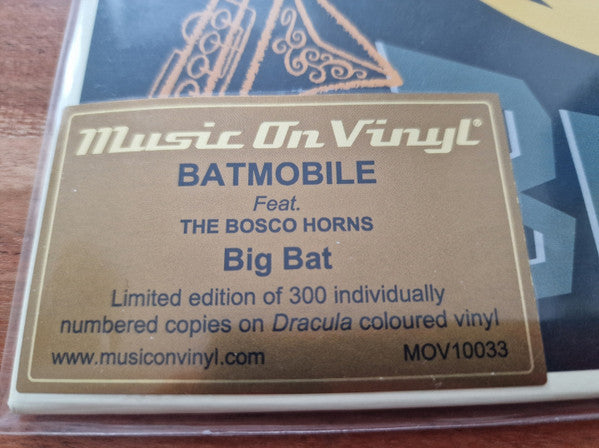 Music On Vinyl®
BATMOBILE
Feat.
THE BOSCO HORNS
Big Bat
Limited edition of 300 individually
numbered copies on Dracula coloured vinyl
www.musiconvinyl.com MOV10033